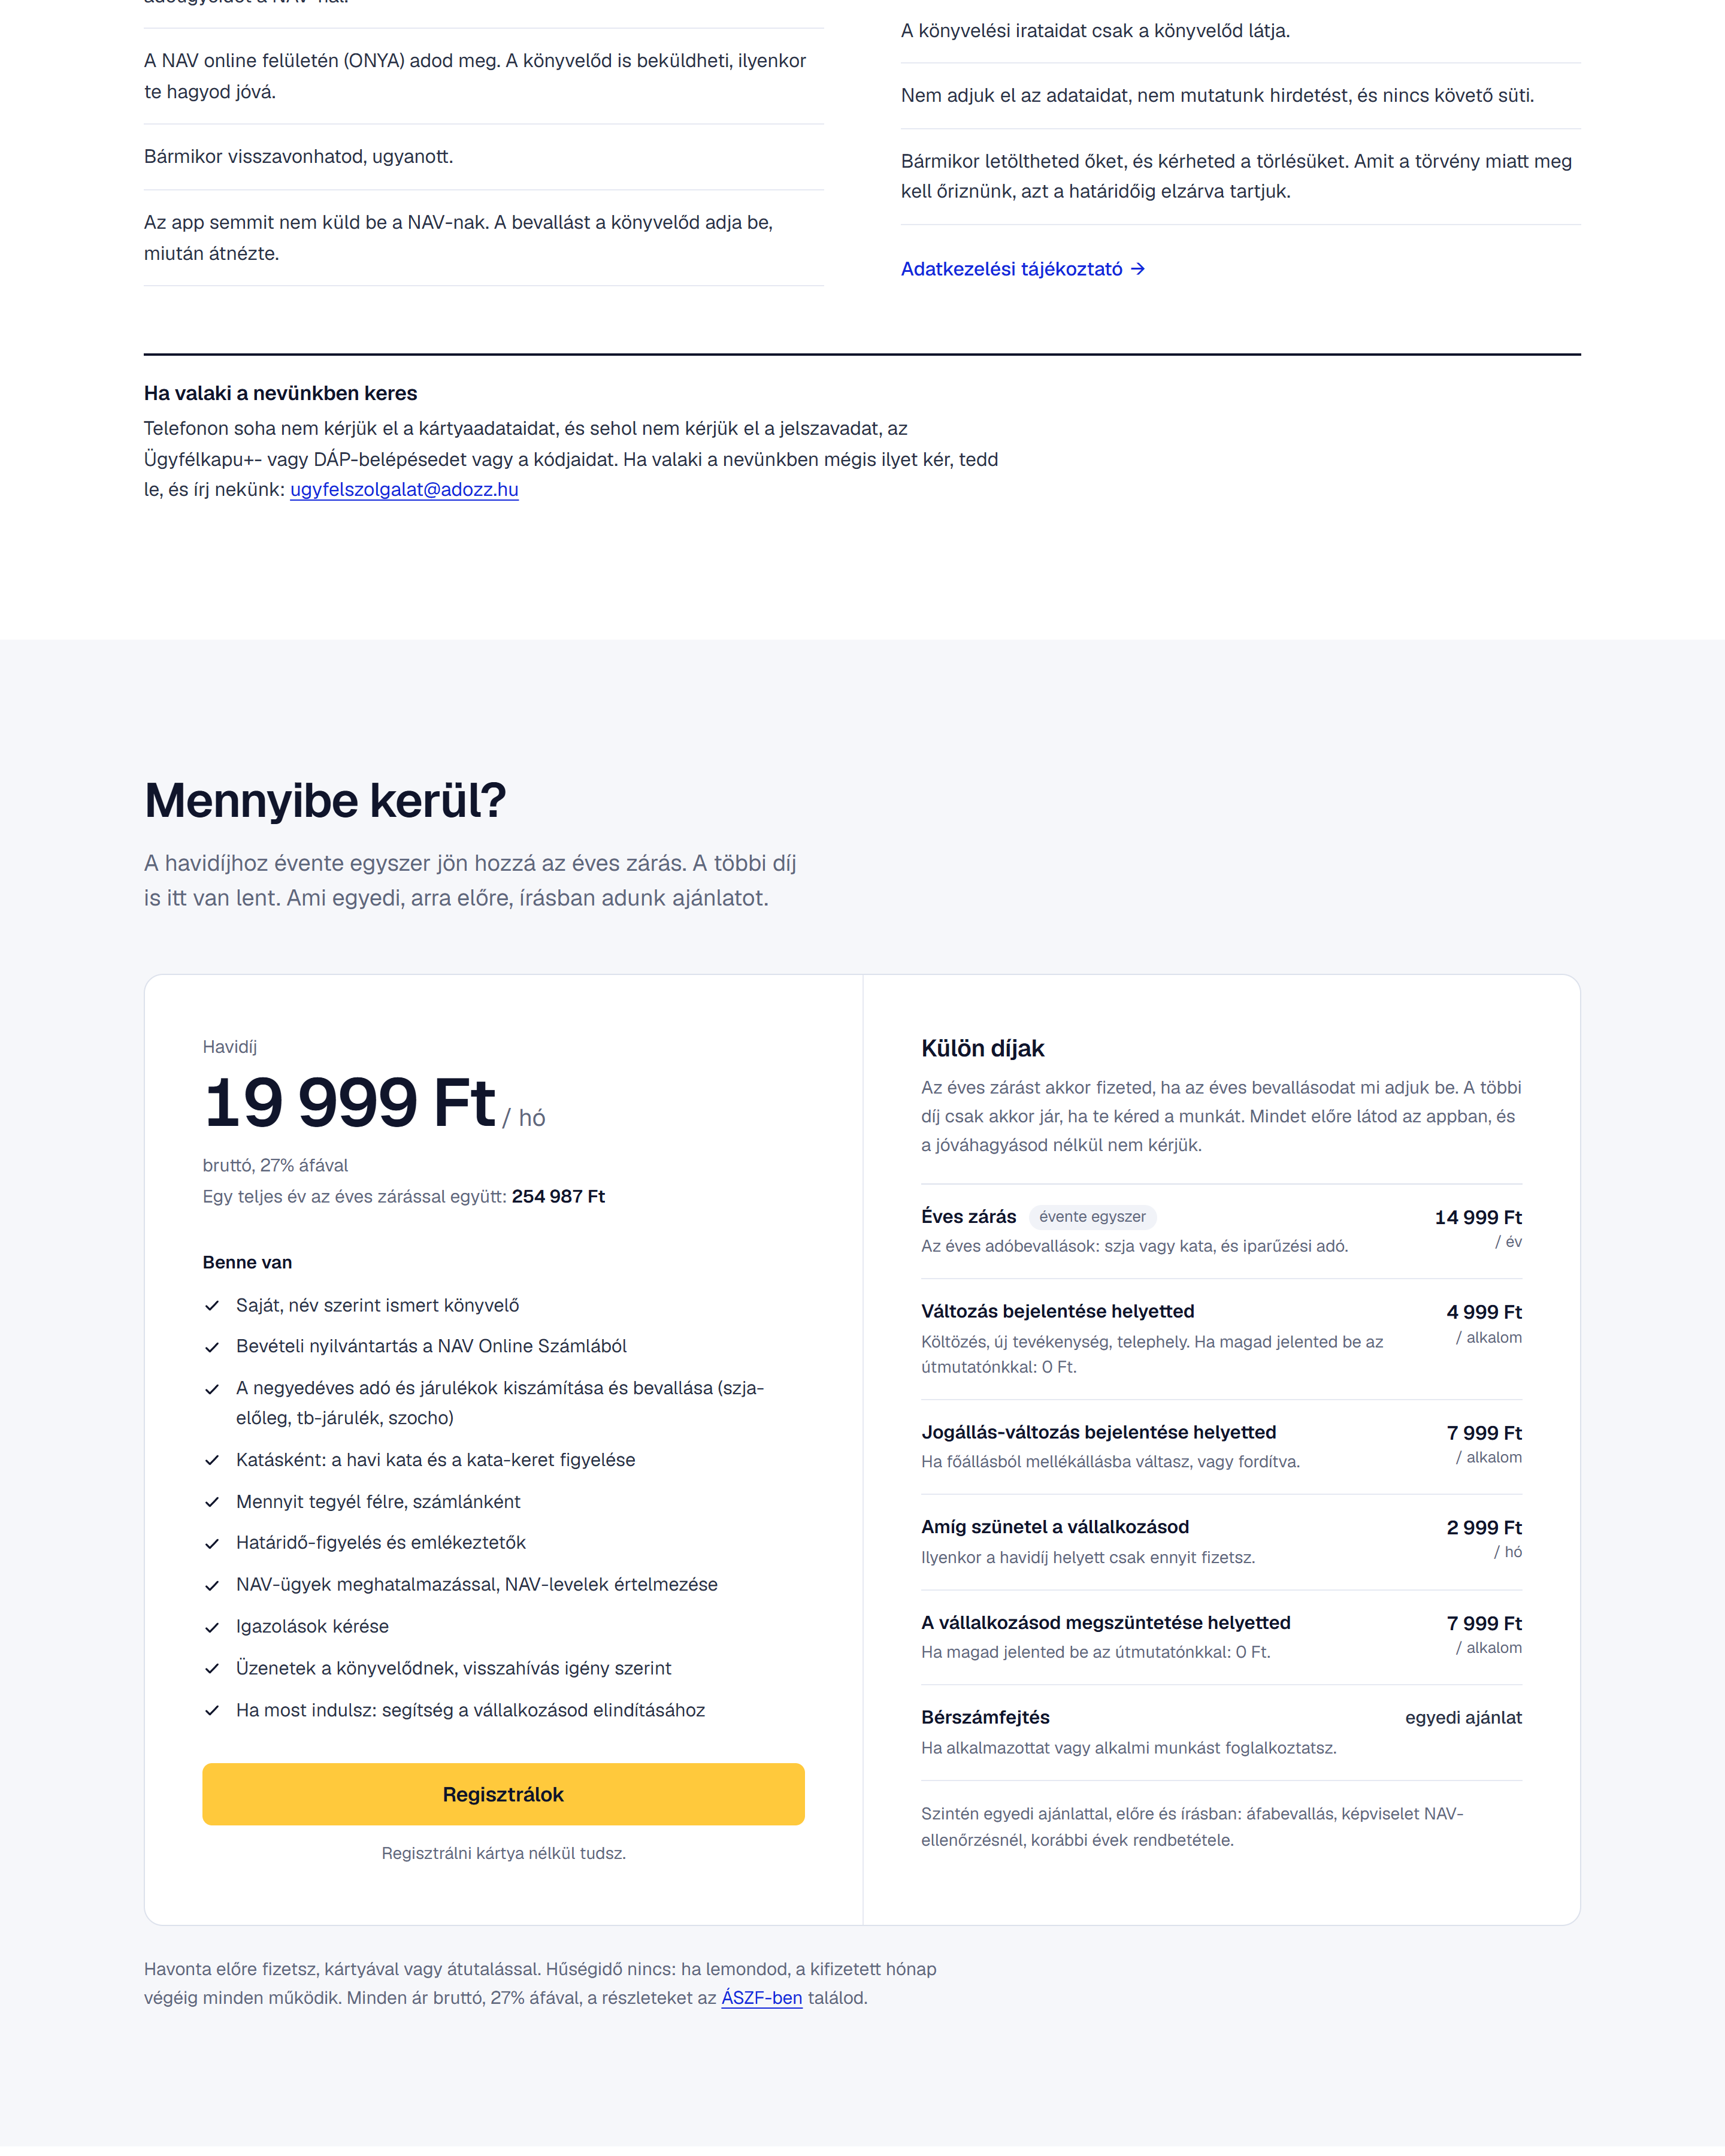 A NAV online felületén (ONYA) adod meg. A könyvelőd is beküldheti, ilyenkor
te hagyod jóvá.
Bármikor visszavonhatod, ugyanott.
Az app semmit nem küld be a NAV-nak. A bevallást a könyvelőd adja be,
miután átnézte.
A könyvelési irataidat csak a könyvelőd látja.
Nem adjuk el az adataidat, nem mutatunk hirdetést, és nincs követő süti.
Bármikor letöltheted őket, és kérheted a törlésüket. Amit a törvény miatt meg
kell őriznünk, azt a határidőig elzárva tartjuk.
Adatkezelési tájékoztató →
Ha valaki a nevünkben keres
Telefonon soha nem kérjük el a kártyaadataidat, és sehol nem kérjük el a jelszavadat, az
Ügyfélkapu+- vagy DÁP-belépésedet vagy a kódjaidat. Ha valaki a nevünkben mégis ilyet kér, tedd
le, és írj nekünk: ugyfelszolgalat@adozz.hu
Mennyibe kerül?
A havidíjhoz évente egyszer jön hozzá az éves zárás. A többi díj
is itt van lent. Ami egyedi, arra előre, írásban adunk ajánlatot.
Havidíj
19 999 Ft / hó
bruttó, 27% áfával
Egy teljes év az éves zárással együtt: 254 987 Ft
Benne van
Saját, név szerint ismert könyvelő
Bevételi nyilvántartás a NAV Online Számlából
A negyedéves adó és járulékok kiszámítása és bevallása (szja-
előleg, tb-járulék, szocho)
Katásként: a havi kata és a kata-keret figyelése
Mennyit tegyél félre, számlánként
Határidő-figyelés és emlékeztetők
NAV-ügyek meghatalmazással, NAV-levelek értelmezése
Igazolások kérése
Üzenetek a könyvelődnek, visszahívás igény szerint
Ha most indulsz: segítség a vállalkozásod elindításához
Regisztrálok
Regisztrálni kártya nélkül tudsz.
Külön díjak
Az éves zárást akkor fizeted, ha az éves bevallásodat mi adjuk be. A többi
díj csak akkor jár, ha te kéred a munkát. Mindet előre látod az appban, és
a jóváhagyásod nélkül nem kérjük.
Éves zárás évente egyszer 14 999 Ft
/ év
Az éves adóbevallások: szja vagy kata, és iparűzési adó.
Változás bejelentése helyetted 4 999 Ft
/ alkalom
Költözés, új tevékenység, telephely. Ha magad jelented be az
útmutatónkkal: 0 Ft.
Jogállás-változás bejelentése helyetted 7 999 Ft
/ alkalom
Ha főállásból mellékállásba váltasz, vagy fordítva.
Amíg szünetel a vállalkozásod 2 999 Ft
/ hó
Ilyenkor a havidíj helyett csak ennyit fizetsz.
A vállalkozásod megszüntetése helyetted 7 999 Ft
/ alkalom
Ha magad jelented be az útmutatónkkal: 0 Ft.
Bérszámfejtés egyedi ajánlat
Ha alkalmazottat vagy alkalmi munkást foglalkoztatsz.
Szintén egyedi ajánlattal, előre és írásban: áfabevallás, képviselet NAV-
ellenőrzésnél, korábbi évek rendbetétele.
Havonta előre fizetsz, kártyával vagy átutalással. Hűségidő nincs: ha lemondod, a kifizetett hónap
végéig minden működik. Minden ár bruttó, 27% áfával, a részleteket az ÁSZF-ben találod.